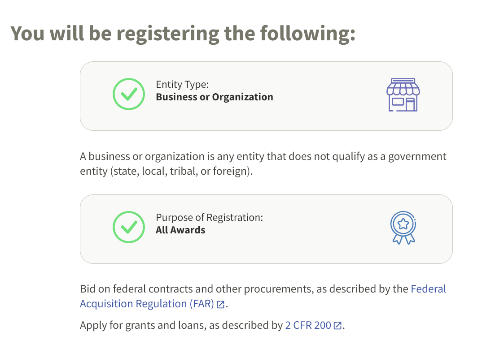 You will be registering the following:
Entity Type:
Business or Organization
A business or organization is any entity that does not qualify as a government
entity (state, local, tribal, or foreign).
Purpose of Registration:
All Awards
Bid on federal contracts and other procurements, as described by the Federal
Acquisition Regulation (FAR).
Apply for grants and loans, as described by 2 CFR 200.